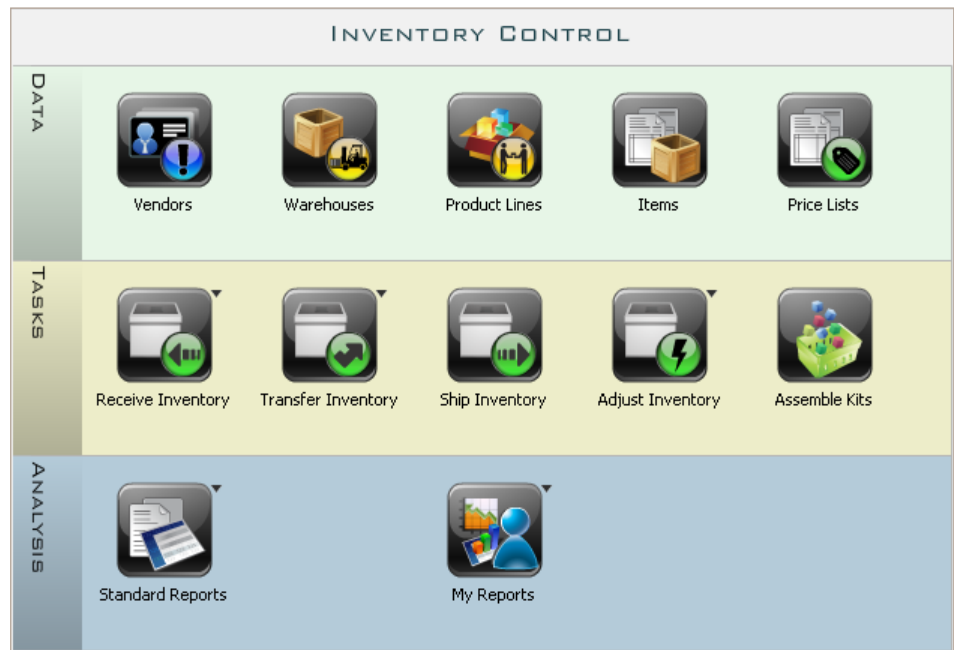 INVENTORY CONTROL
DATA
Vendors
Warehouses
Product Lines
Items
Price Lists
TASKS
Receive Inventory
Transfer Inventory
Ship Inventory
Adjust Inventory
Assemble Kits
ANALYSIS
Standard Reports
My Reports